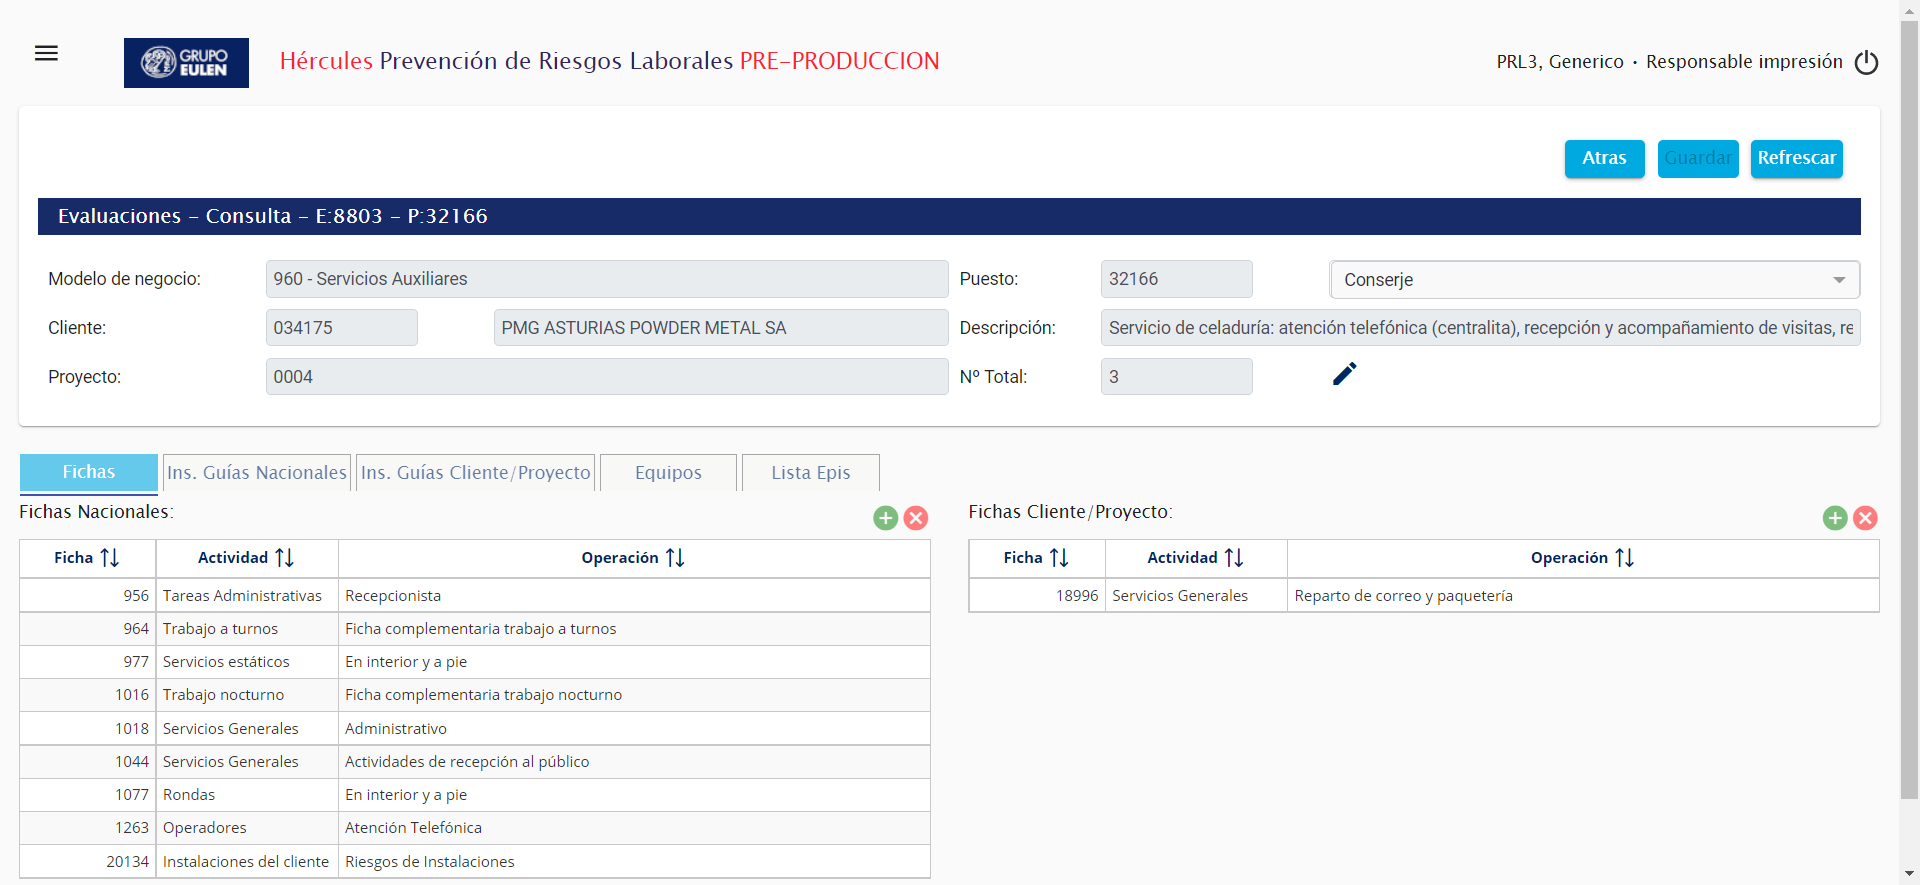 GRUPO
EULEN
Hércules Prevención de Riesgos Laborales PRE-PRODUCCION
PRL3, Generico · Responsable impresión
Atras
Guardar
Refrescar
Evaluaciones - Consulta - E:8803 - P:32166
Modelo de negocio:
960 - Servicios Auxiliares
Puesto:
32166
Conserje
Cliente:
034175
PMG ASTURIAS POWDER METAL SA
Descripción:
Servicio de celaduría: atención telefónica (centralita), recepción y acompañamiento de visitas, re
Proyecto:
0004
Nº Total:
3
Fichas
Ins. Guías Nacionales
Ins. Guías Cliente/Proyecto
Equipos
Lista Epis
Fichas Nacionales:
Ficha Actividad Operación
956 Tareas Administrativas Recepcionista
964 Trabajo a turnos Ficha complementaria trabajo a turnos
977 Servicios estáticos En interior y a pie
1016 Trabajo nocturno Ficha complementaria trabajo nocturno
1018 Servicios Generales Administrativo
1044 Servicios Generales Actividades de recepción al público
1077 Rondas En interior y a pie
1263 Operadores Atención Telefónica
20134 Instalaciones del cliente Riesgos de Instalaciones
Fichas Cliente/Proyecto:
Ficha Actividad Operación
18996 Servicios Generales Reparto de correo y paquetería